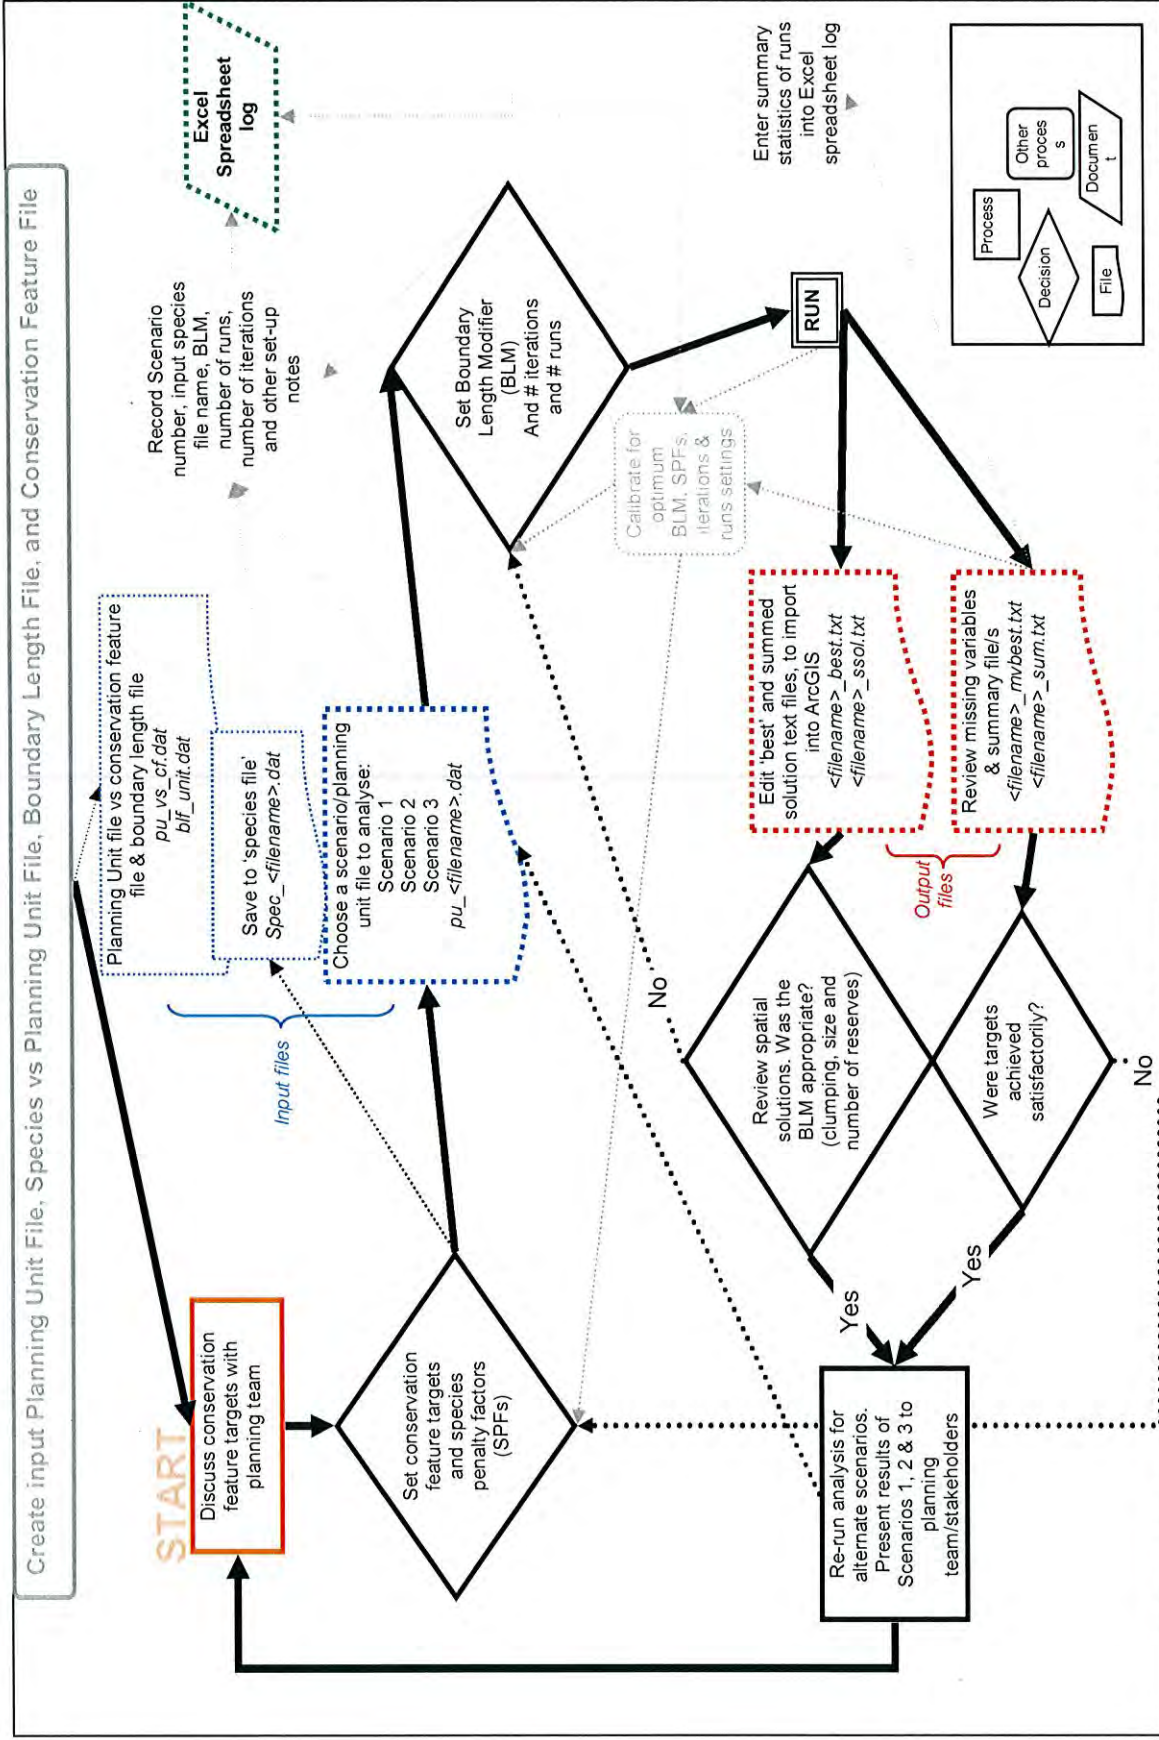 Create input Planning Unit File, Species vs Planning Unit File, Boundary Length File, and Conservation Feature File
START
Discuss conservation
feature targets with
planning team
Set conservation
feature targets
and species
penalty factors
(SPFs)
Input files
Planning Unit file vs conservation feature
file & boundary length file
pu_vs_cf.dat
blf_unit.dat
Save to 'species file'
Spec_<filename>.dat
Choose a scenario/planning
unit file to analyse:
Scenario 1
Scenario 2
Scenario 3
pu_<filename>.dat
Record Scenario
number, input species
file name, BLM,
number of runs,
number of iterations
and other set-up
notes
Excel
Spreadsheet
log
Set Boundary
Length Modifier
(BLM)
And # iterations
and # runs
Calibrate for
optimum
BLM, SPFs,
iterations &
runs settings
RUN
Enter summary
statistics of runs
into Excel
spreadsheet log
Edit 'best' and summed
solution text files, to import
into ArcGIS
<filename>_best.txt
<filename>_ssol.txt
Output
files
Review missing variables
& summary file/s
<filename>_mvbest.txt
<filename>_sum.txt
No
Review spatial
solutions. Was the
BLM appropriate?
(clumping, size and
number of reserves)
Were targets
achieved
satisfactorily?
No
Yes
Yes
Re-run analysis for
alternate scenarios.
Present results of
Scenarios 1, 2 & 3 to
planning
team/stakeholders
Process
Decision
Other
proces
s
File
Documen
t